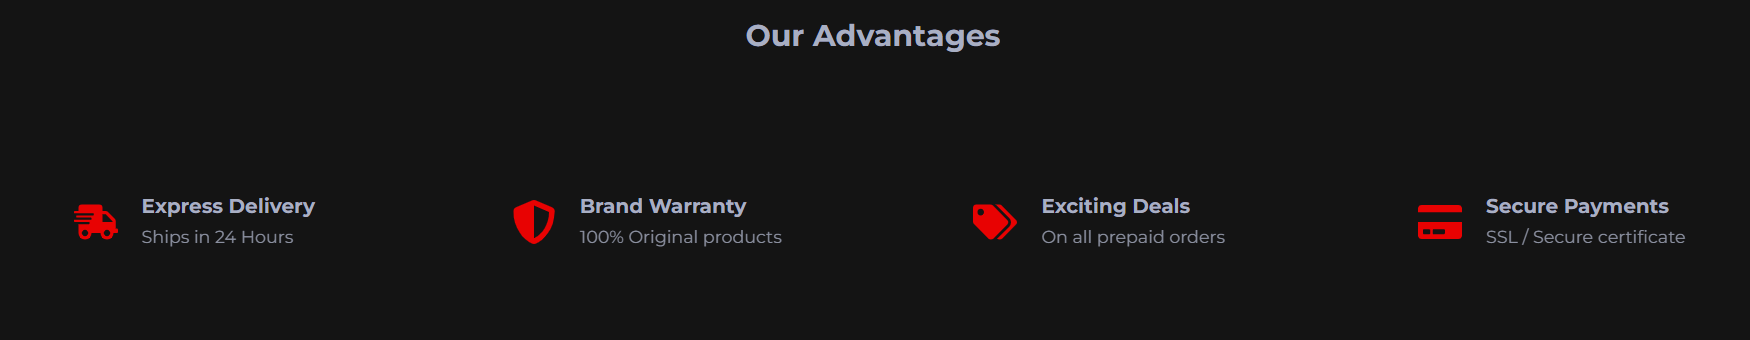 Our Advantages
Express Delivery
Ships in 24 Hours
Brand Warranty
100% Original products
Exciting Deals
On all prepaid orders
Secure Payments
SSL / Secure certificate